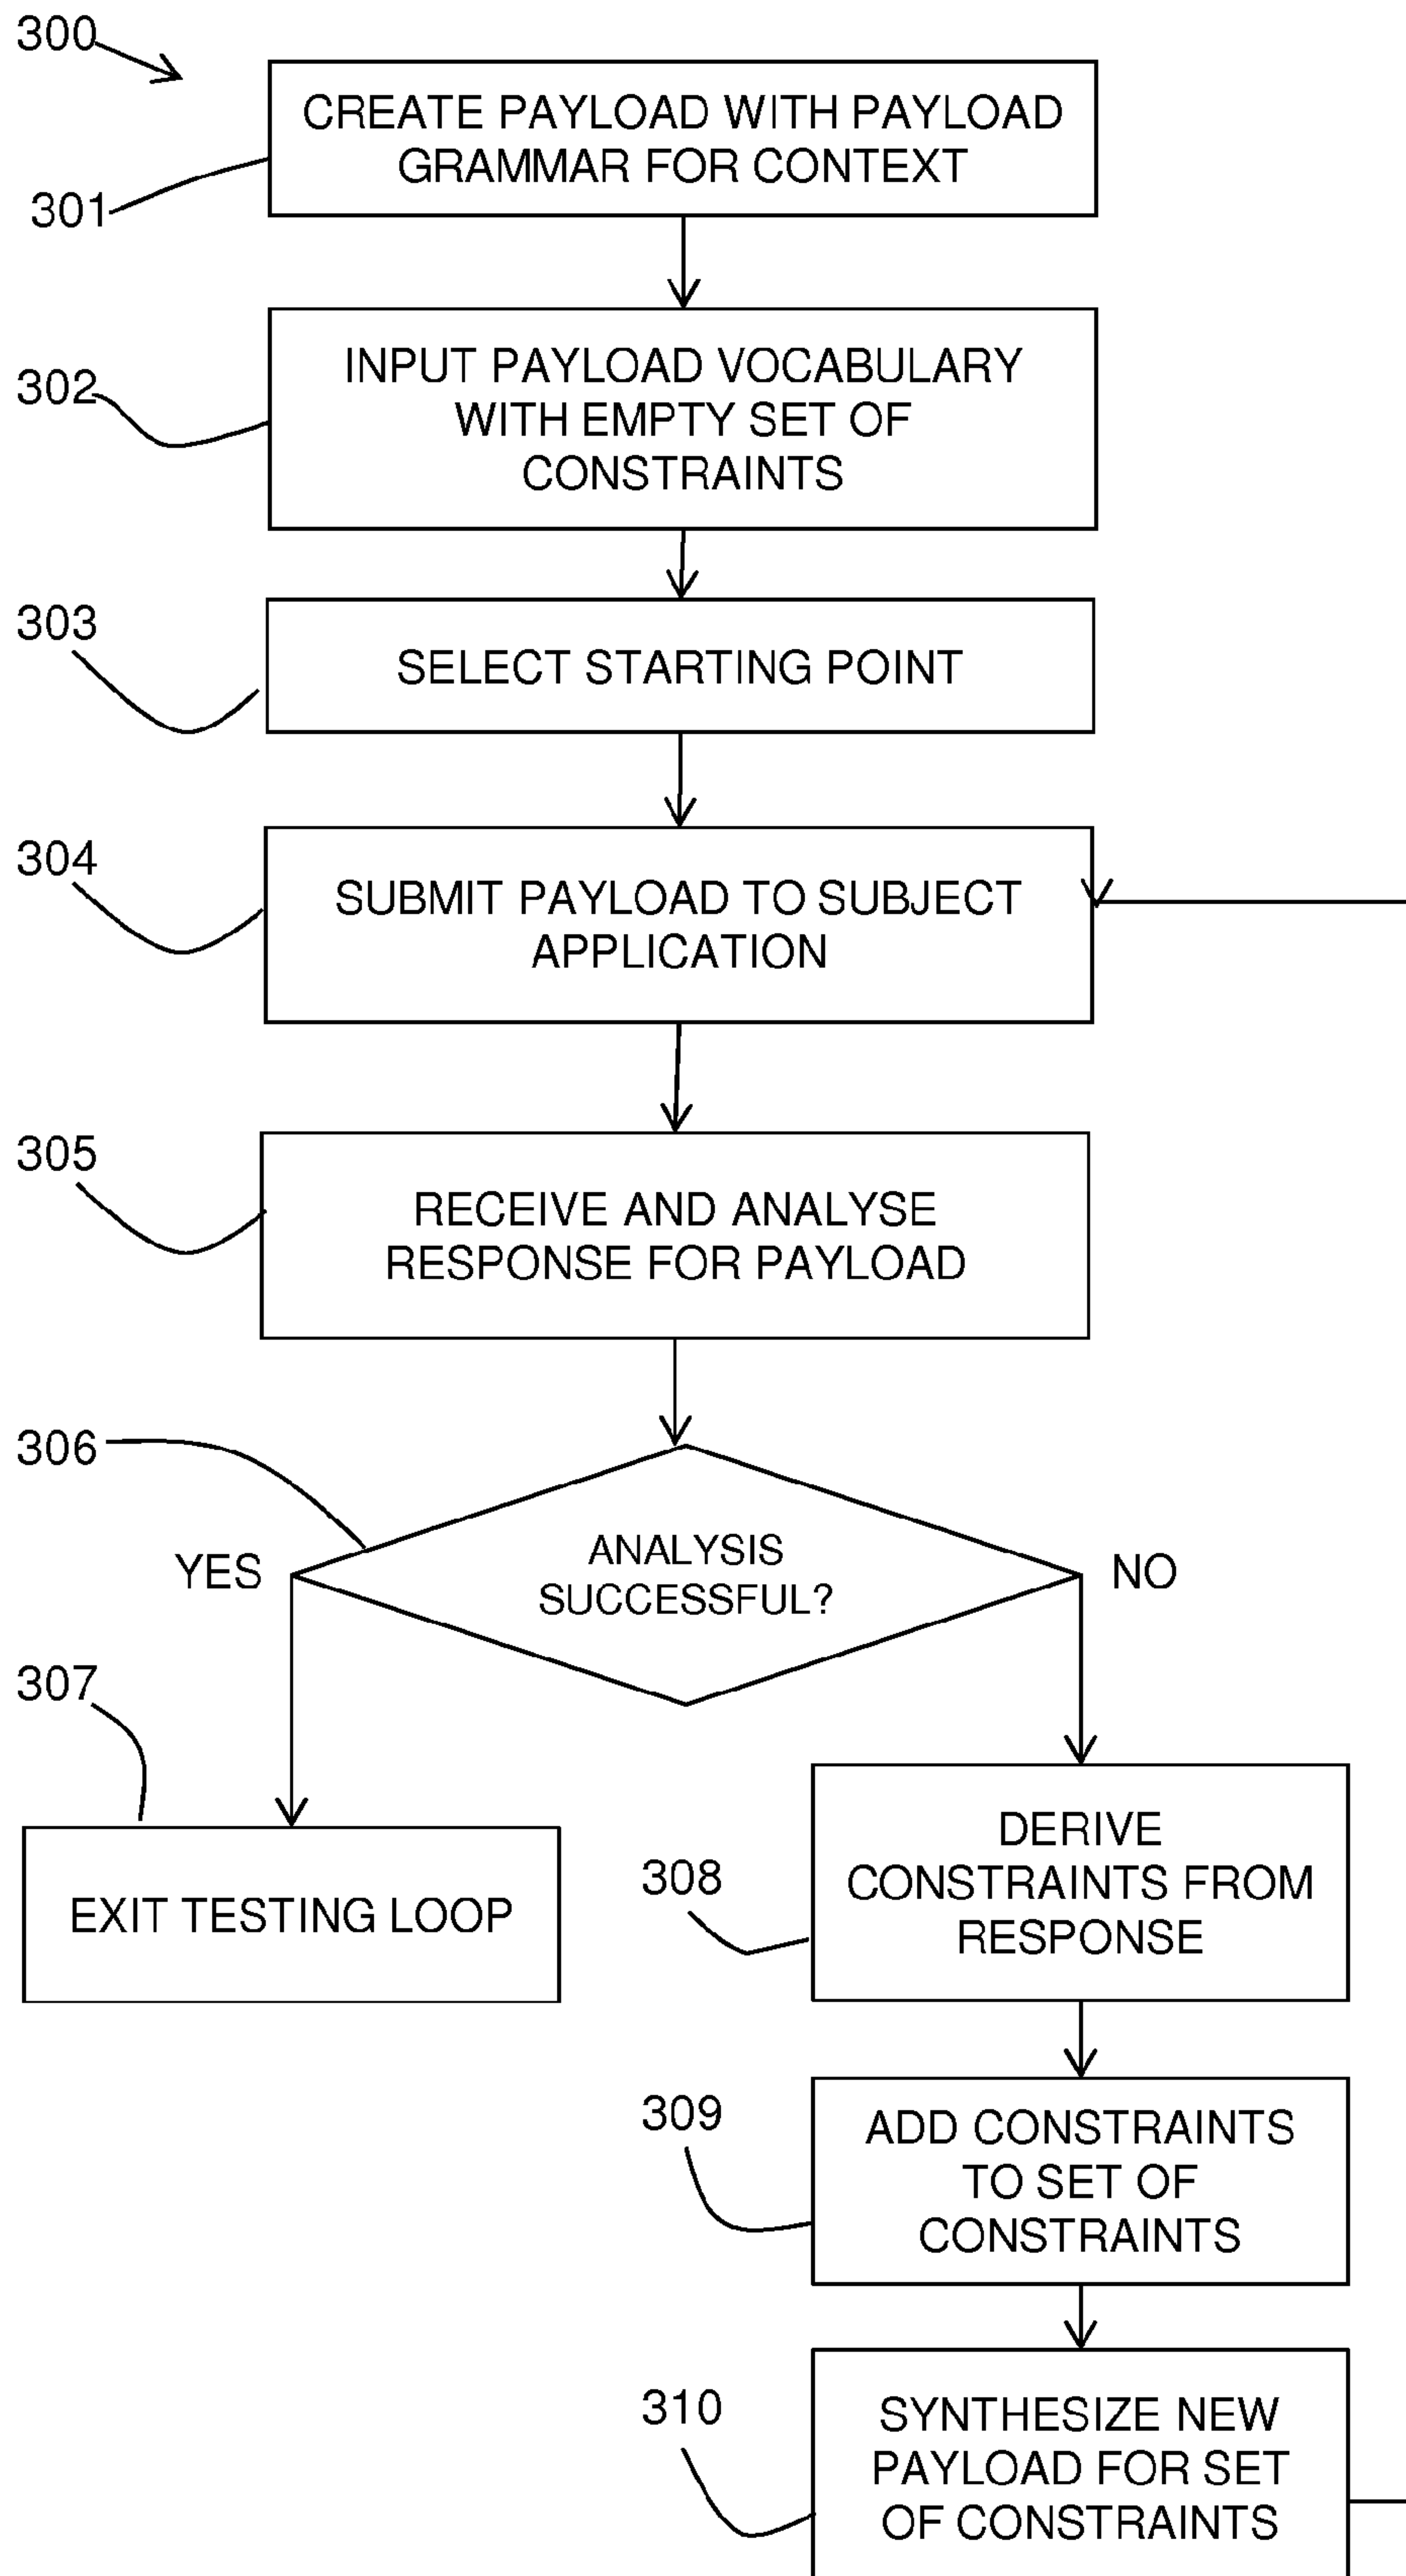 300
CREATE PAYLOAD WITH PAYLOAD
GRAMMAR FOR CONTEXT
301
INPUT PAYLOAD VOCABULARY
WITH EMPTY SET OF
CONSTRAINTS
302
303
SELECT STARTING POINT
304
SUBMIT PAYLOAD TO SUBJECT
APPLICATION
305
RECEIVE AND ANALYSE
RESPONSE FOR PAYLOAD
306
ANALYSIS
SUCCESSFUL?
YES
NO
307
EXIT TESTING LOOP
308
DERIVE
CONSTRAINTS FROM
RESPONSE
309
ADD CONSTRAINTS
TO SET OF
CONSTRAINTS
310
SYNTHESIZE NEW
PAYLOAD FOR SET
OF CONSTRAINTS